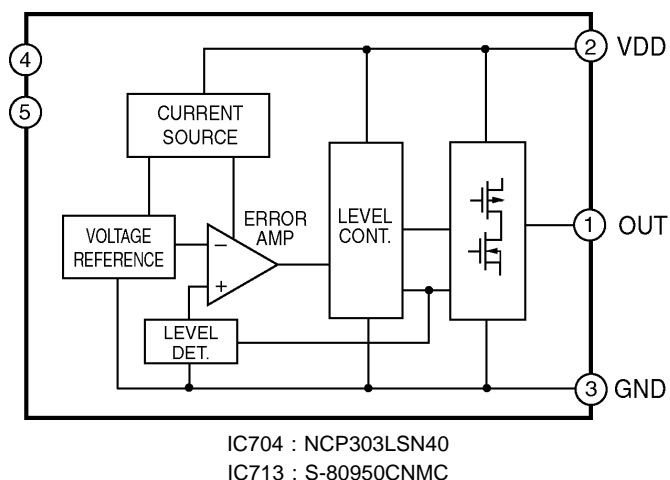 4
2 VDD
5
CURRENT
SOURCE
VOLTAGE
REFERENCE
ERROR
AMP
−
+
LEVEL
CONT.
1 OUT
LEVEL
DET.
3 GND
IC704 : NCP303LSN40
IC713 : S-80950CNMC